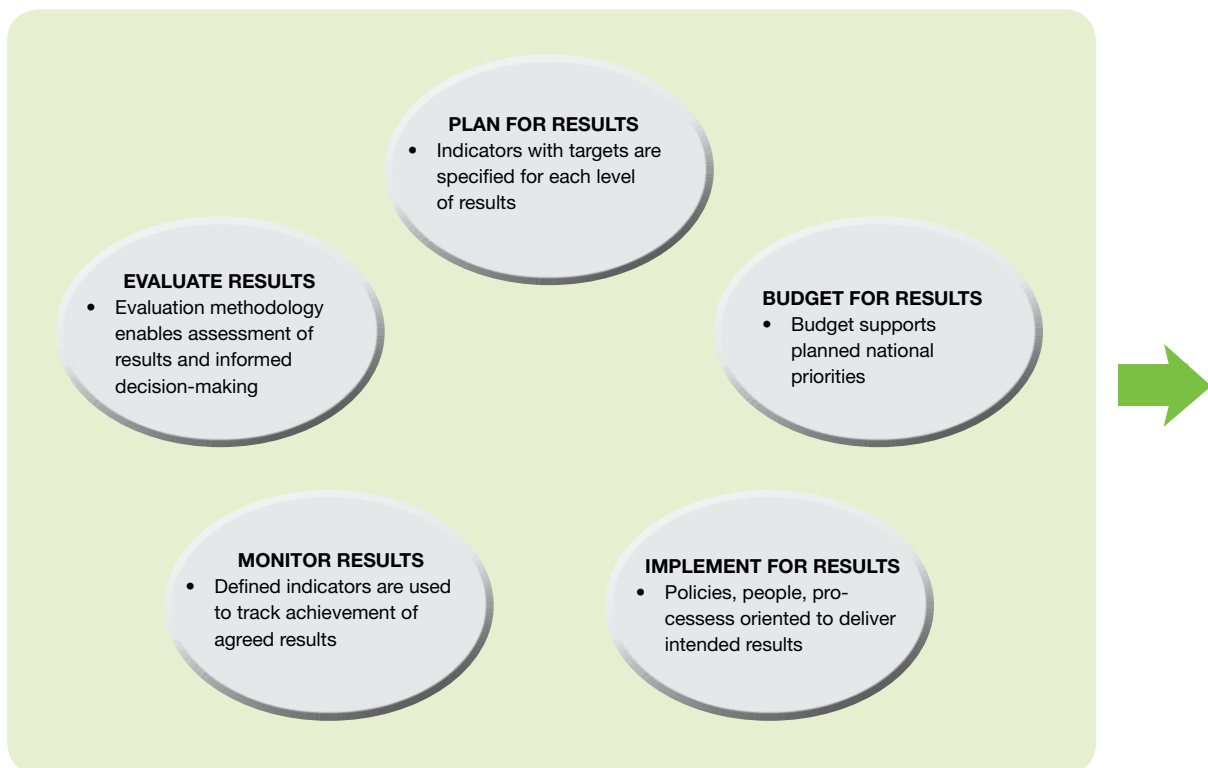 PLAN FOR RESULTS
• Indicators with targets are
specified for each level
of results
EVALUATE RESULTS
• Evaluation methodology
enables assessment of
results and informed
decision-making
BUDGET FOR RESULTS
• Budget supports
planned national
priorities
MONITOR RESULTS
• Defined indicators are used
to track achievement of
agreed results
IMPLEMENT FOR RESULTS
• Policies, people, pro-
cessess oriented to deliver
intended results